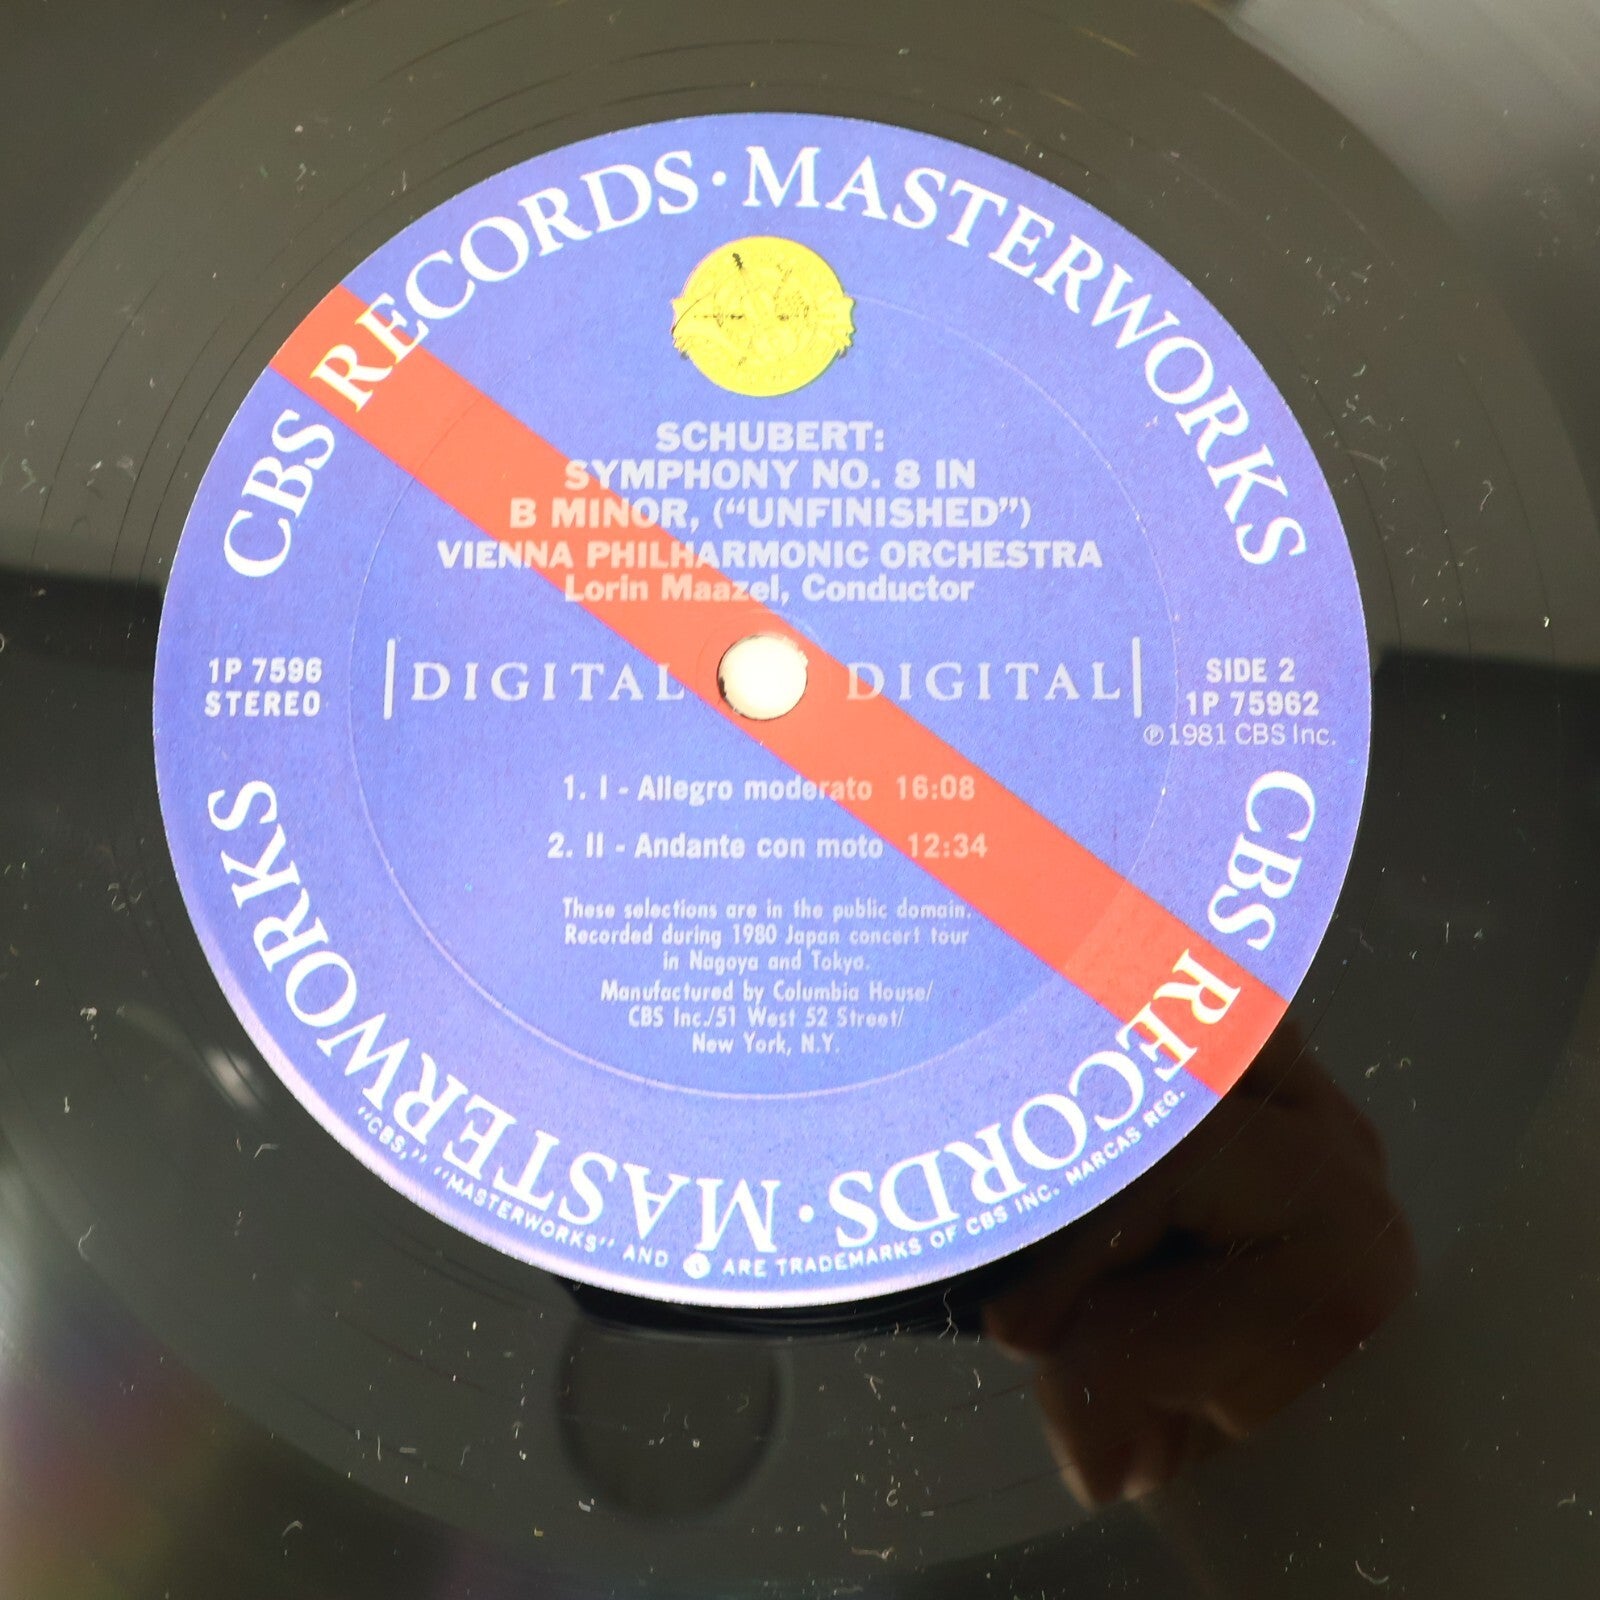 CBS RECORDS · MASTERWORKS
SCHUBERT:
SYMPHONY NO. 8 IN
B MINOR, ("UNFINISHED")
VIENNA PHILHARMONIC ORCHESTRA
Lorin Maazel, Conductor
1P 7596
STEREO
DIGITAL DIGITAL
SIDE 2
1P 75962
℗1981 CBS Inc.
1. I - Allegro moderato 16:08
2. II - Andante con moto 12:34
These selections are in the public domain.
Recorded during 1980 Japan concert tour
in Nagoya and Tokyo.
Manufactured by Columbia House/
CBS Inc./51 West 52 Street/
New York, N.Y.
CBS RECORDS · MASTERWORKS
"CBS," "MASTERWORKS" AND ARE TRADEMARKS OF CBS INC. MARCAS REG.